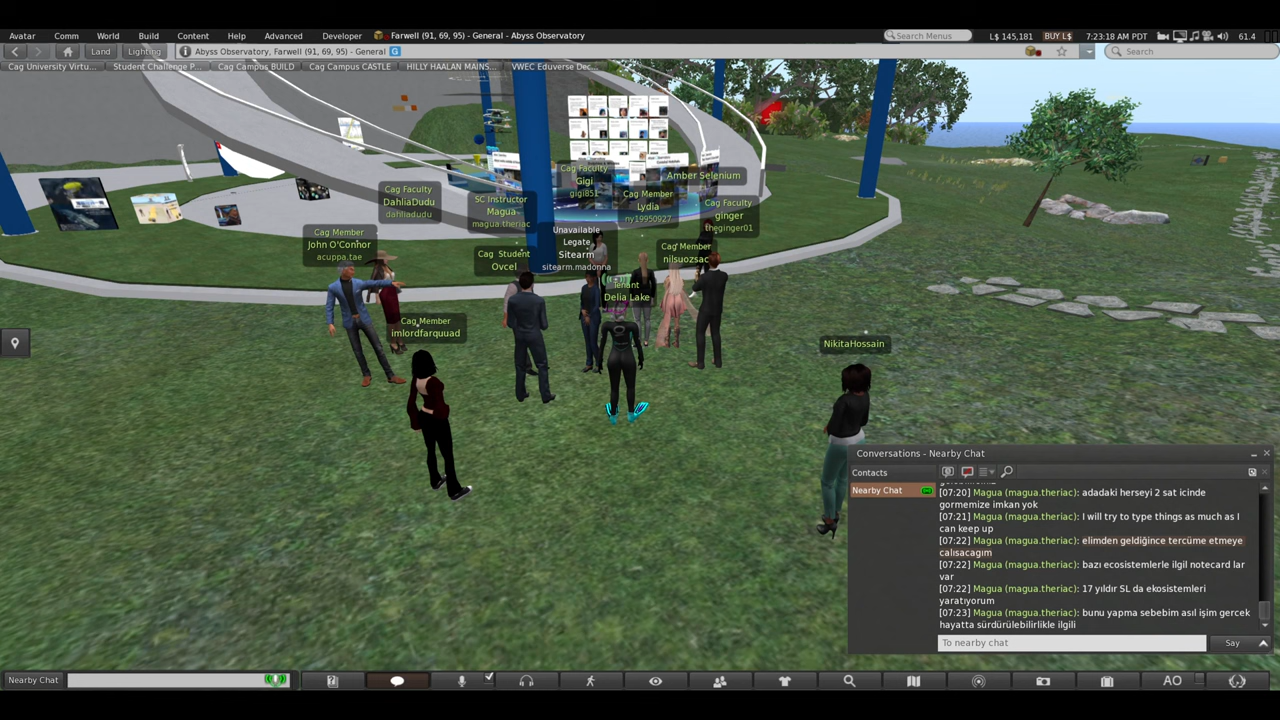 Avatar Comm World Build Content Help Advanced Developer Farwell (91, 69, 95) - General - Abyss Observatory Search Menus L$ 145,181 BUY L$ 7:23:18 AM PDT 61.4
Land Lighting Abyss Observatory, Farwell (91, 69, 95) - General G Search
Cag University Virtu... Student Challenge P... Cag Campus BUILD Cag Campus CASTLE HILLY HAALAN MAINS... VWEC Eduverse Dec...
Cag Faculty
Gigi
gigi851
Amber Selenium
Cag Faculty
DahliaDudu
dahliadudu
SC Instructor
Magua
magua.theriac
Cag Member
Lydia
ny19950927
Cag Faculty
ginger
theginger01
Cag Member
John O'Connor
acuppa.tae
Unavailable
Legate
Sitearm
sitearm.madonna
Cag Student
Ovcel
Cag Member
nilsuozsac
Tenant
Delia Lake
Cag Member
imlordfarquuad
NikitaHossain
Conversations - Nearby Chat
Contacts
Nearby Chat
[07:20] Magua (magua.theriac): adadaki herseyi 2 sat icinde
gormemize imkan yok
[07:21] Magua (magua.theriac): I will try to type things as much as I
can keep up
[07:22] Magua (magua.theriac): elimden geldiğince tercüme etmeye
calısacagım
[07:22] Magua (magua.theriac): bazı ecosistemlerle ilgil notecard lar
var
[07:22] Magua (magua.theriac): 17 yıldır SL da ekosistemleri
yaratıyorum
[07:23] Magua (magua.theriac): bunu yapma sebebim asıl işim gercek
hayatta sürdürülebilirlikle ilgili
To nearby chat Say
Nearby Chat AO